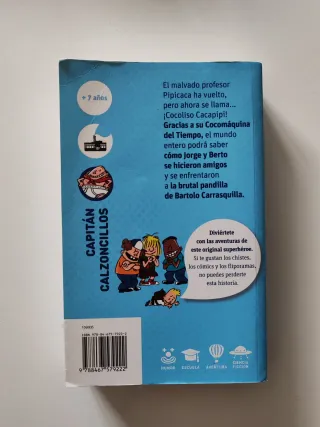 + 7 años
El malvado profesor
Pipicaca ha vuelto,
pero ahora se llama...
¡Cocoliso Cacapipí!
Gracias a su Cocomáquina
del Tiempo, el mundo
entero podrá saber
cómo Jorge y Berto
se hicieron amigos
y se enfrentaron
a la brutal pandilla
de Bartolo Carrasquilla.
CAPITÁN
CALZONCILLOS
Diviértete
con las aventuras de
este original superhéroe.
Si te gustan los chistes,
los cómics y los fliporamas,
no puedes perderte
esta historia.
HUMOR
ESCUELA
AVENTURA
CIENCIA
FICCIÓN
9 788467 579222